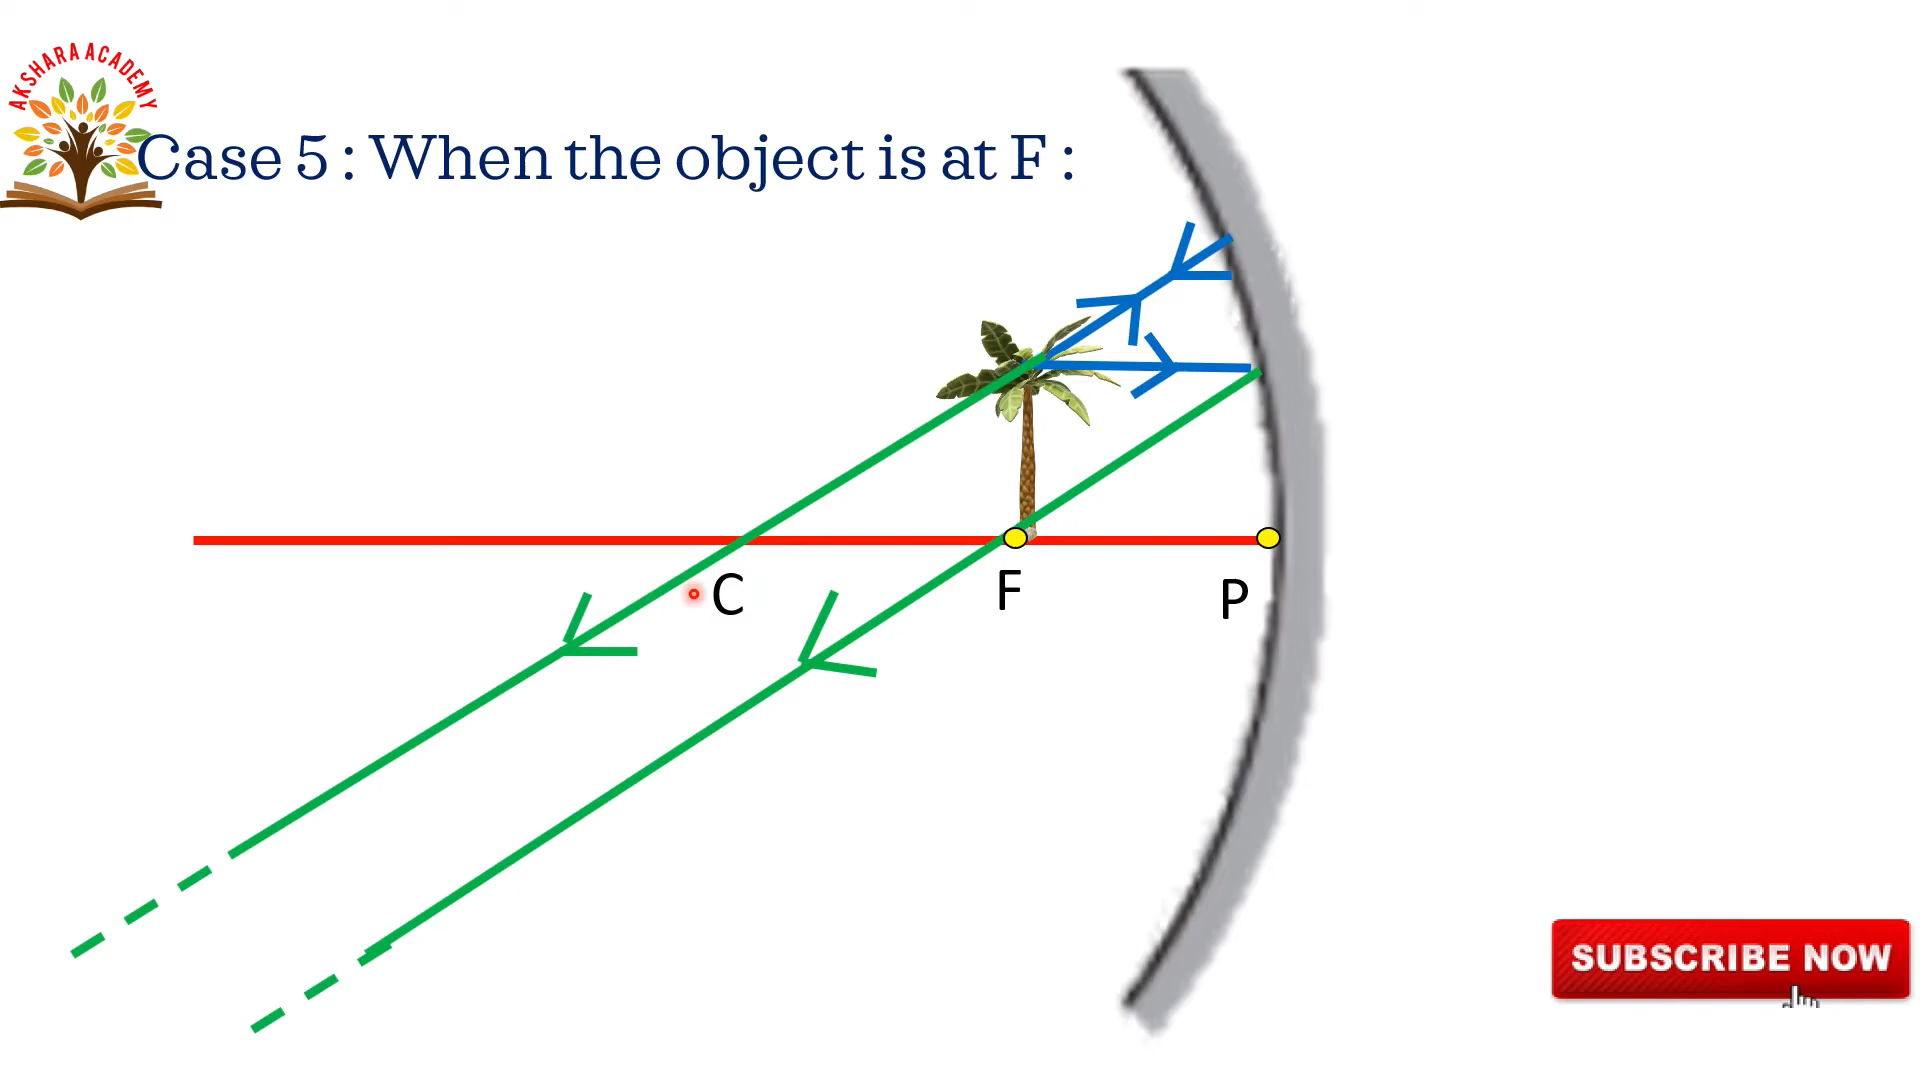 AKSHARA ACADEMY
Case 5 : When the object is at F :
C
F
P
SUBSCRIBE NOW